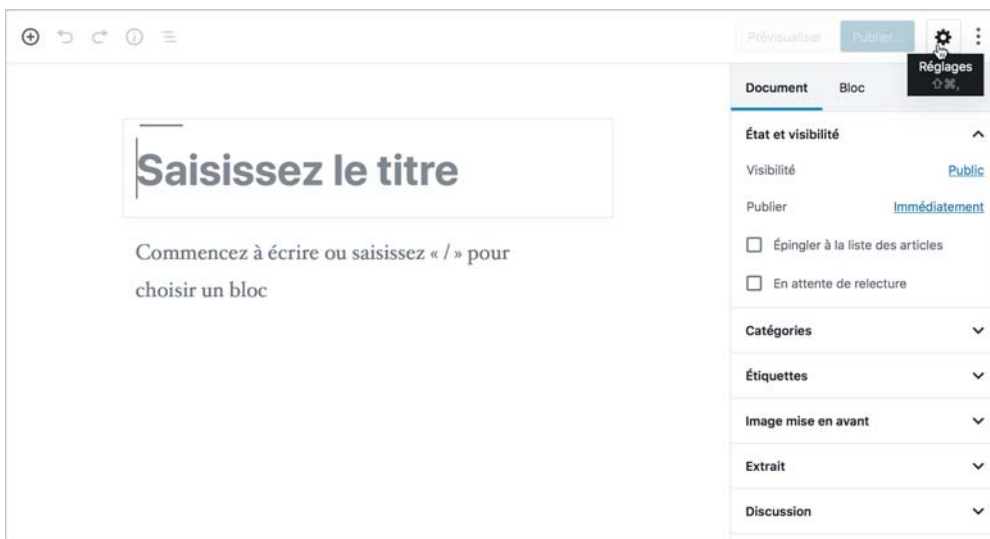 Prévisualiser
Publier...
Réglages
⇧⌘,
Document
Bloc
État et visibilité
Visibilité
Public
Publier
Immédiatement
Épingler à la liste des articles
En attente de relecture
Catégories
Étiquettes
Image mise en avant
Extrait
Discussion
Saisissez le titre
Commencez à écrire ou saisissez « / » pour
choisir un bloc